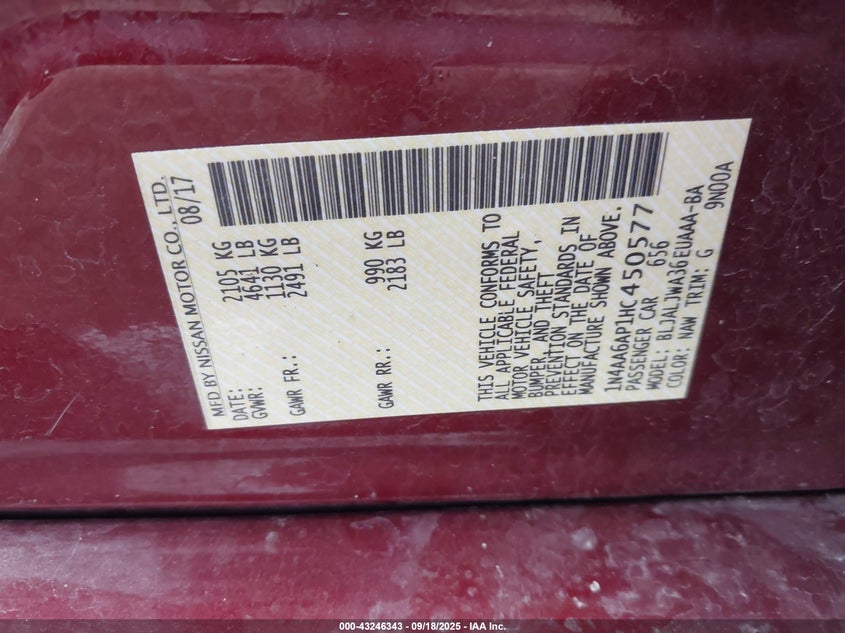 MFD BY NISSAN MOTOR CO., LTD.
DATE: 08/17
GVWR: 2105 KG
4641 LB
GAWR FR.: 1130 KG
2491 LB
GAWR RR.: 990 KG
2183 LB
THIS VEHICLE CONFORMS TO
ALL APPLICABLE FEDERAL
MOTOR VEHICLE SAFETY,
BUMPER, AND THEFT
PREVENTION STANDARDS IN
EFFECT ON THE DATE OF
MANUFACTURE SHOWN ABOVE.
1N4AA6AP1HC450577
PASSENGER CAR 656
MODEL: BLJALJWA36EUAAA-BA
COLOR: NAW TRIM: G 9N00A
000-43246343 - 09/18/2025 - IAA Inc.